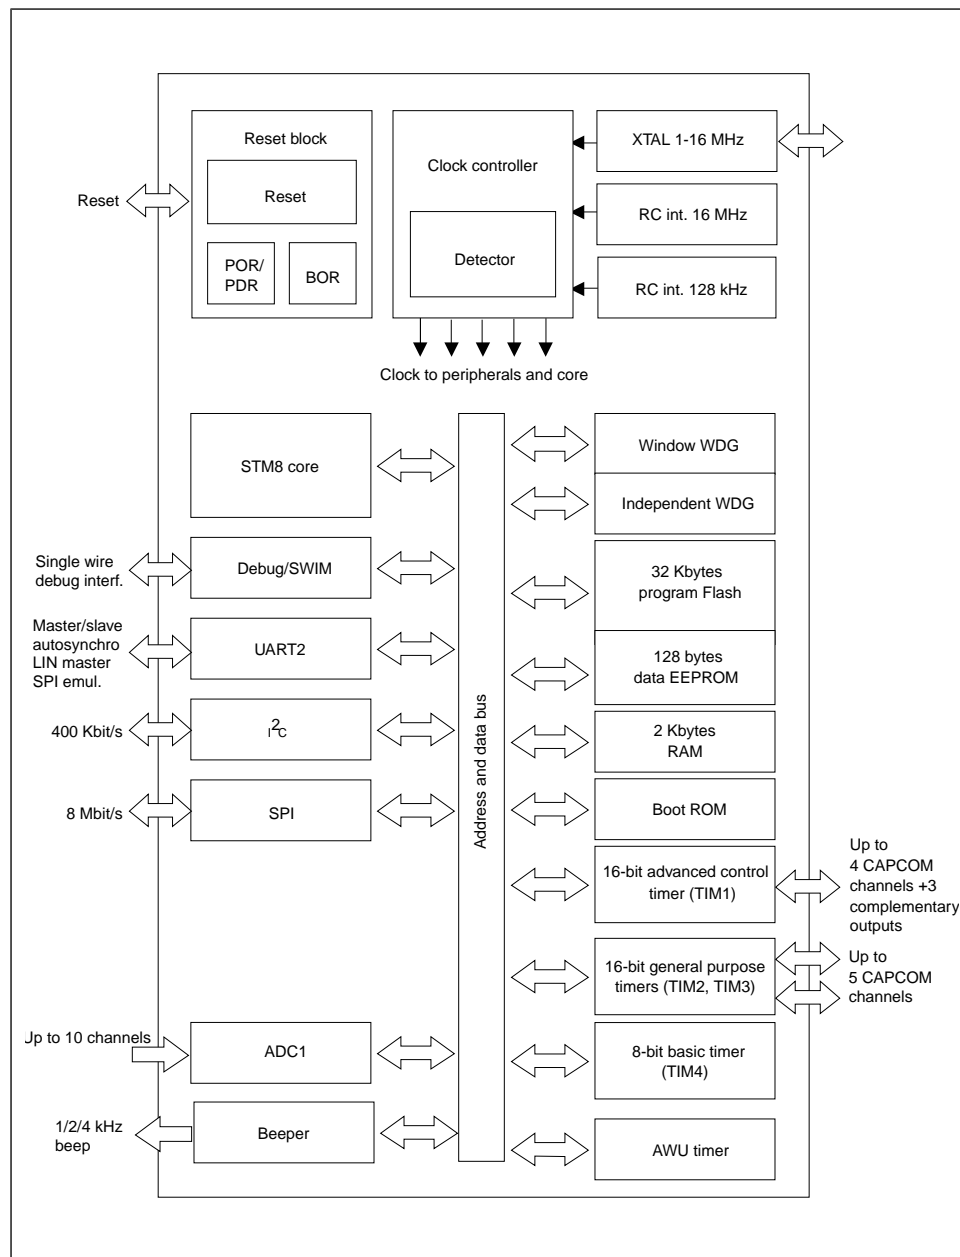 Reset block
Reset
POR/
PDR
BOR
Reset
Clock controller
Detector
XTAL 1-16 MHz
RC int. 16 MHz
RC int. 128 kHz
Clock to peripherals and core
STM8 core
Single wire
debug interf.
Debug/SWIM
Master/slave
autosynchro
LIN master
SPI emul.
UART2
400 Kbit/s
I2C
8 Mbit/s
SPI
Up to 10 channels
ADC1
1/2/4 kHz
beep
Beeper
Address and data bus
Window WDG
Independent WDG
32 Kbytes
program Flash
128 bytes
data EEPROM
2 Kbytes
RAM
Boot ROM
16-bit advanced control
timer (TIM1)
Up to
4 CAPCOM
channels +3
complementary
outputs
16-bit general purpose
timers (TIM2, TIM3)
Up to
5 CAPCOM
channels
8-bit basic timer
(TIM4)
AWU timer